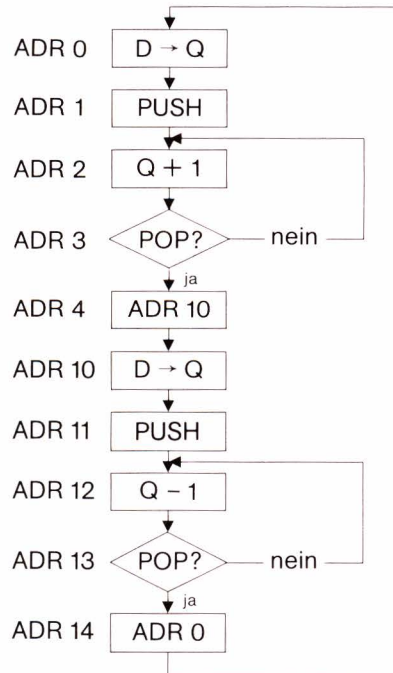 ADR 0 D → Q
ADR 1 PUSH
ADR 2 Q + 1
ADR 3 POP? nein
ja
ADR 4 ADR 10
ADR 10 D → Q
ADR 11 PUSH
ADR 12 Q − 1
ADR 13 POP? nein
ja
ADR 14 ADR 0